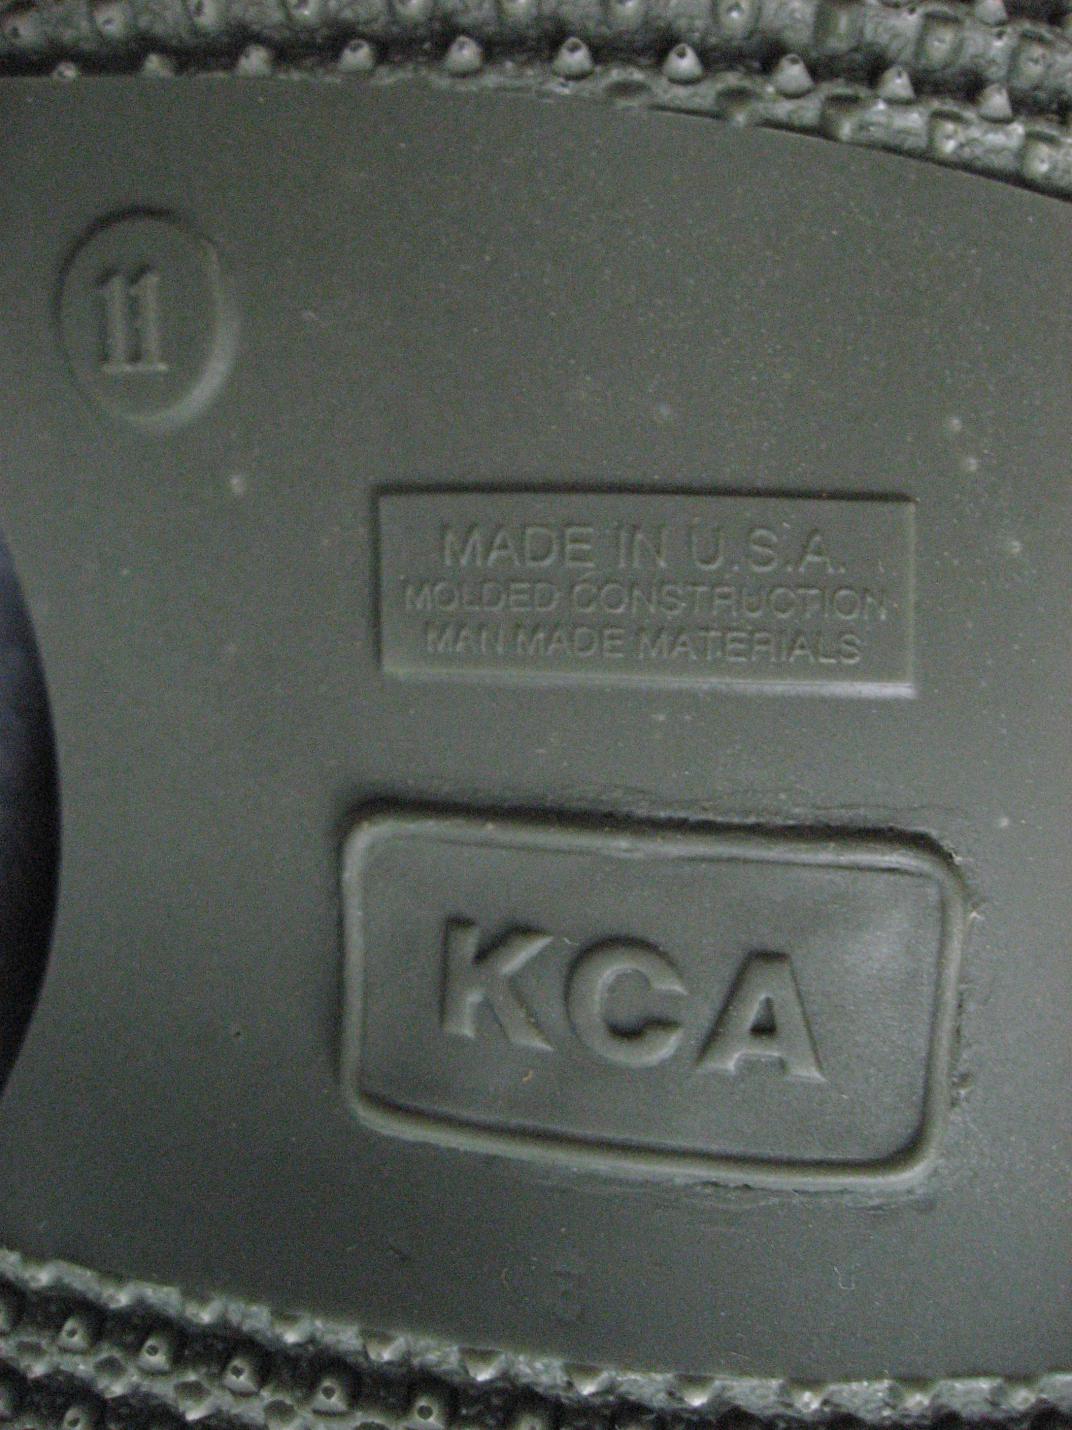 11
MADE IN U.S.A.
MOLDED CONSTRUCTION
MAN MADE MATERIALS
KCA